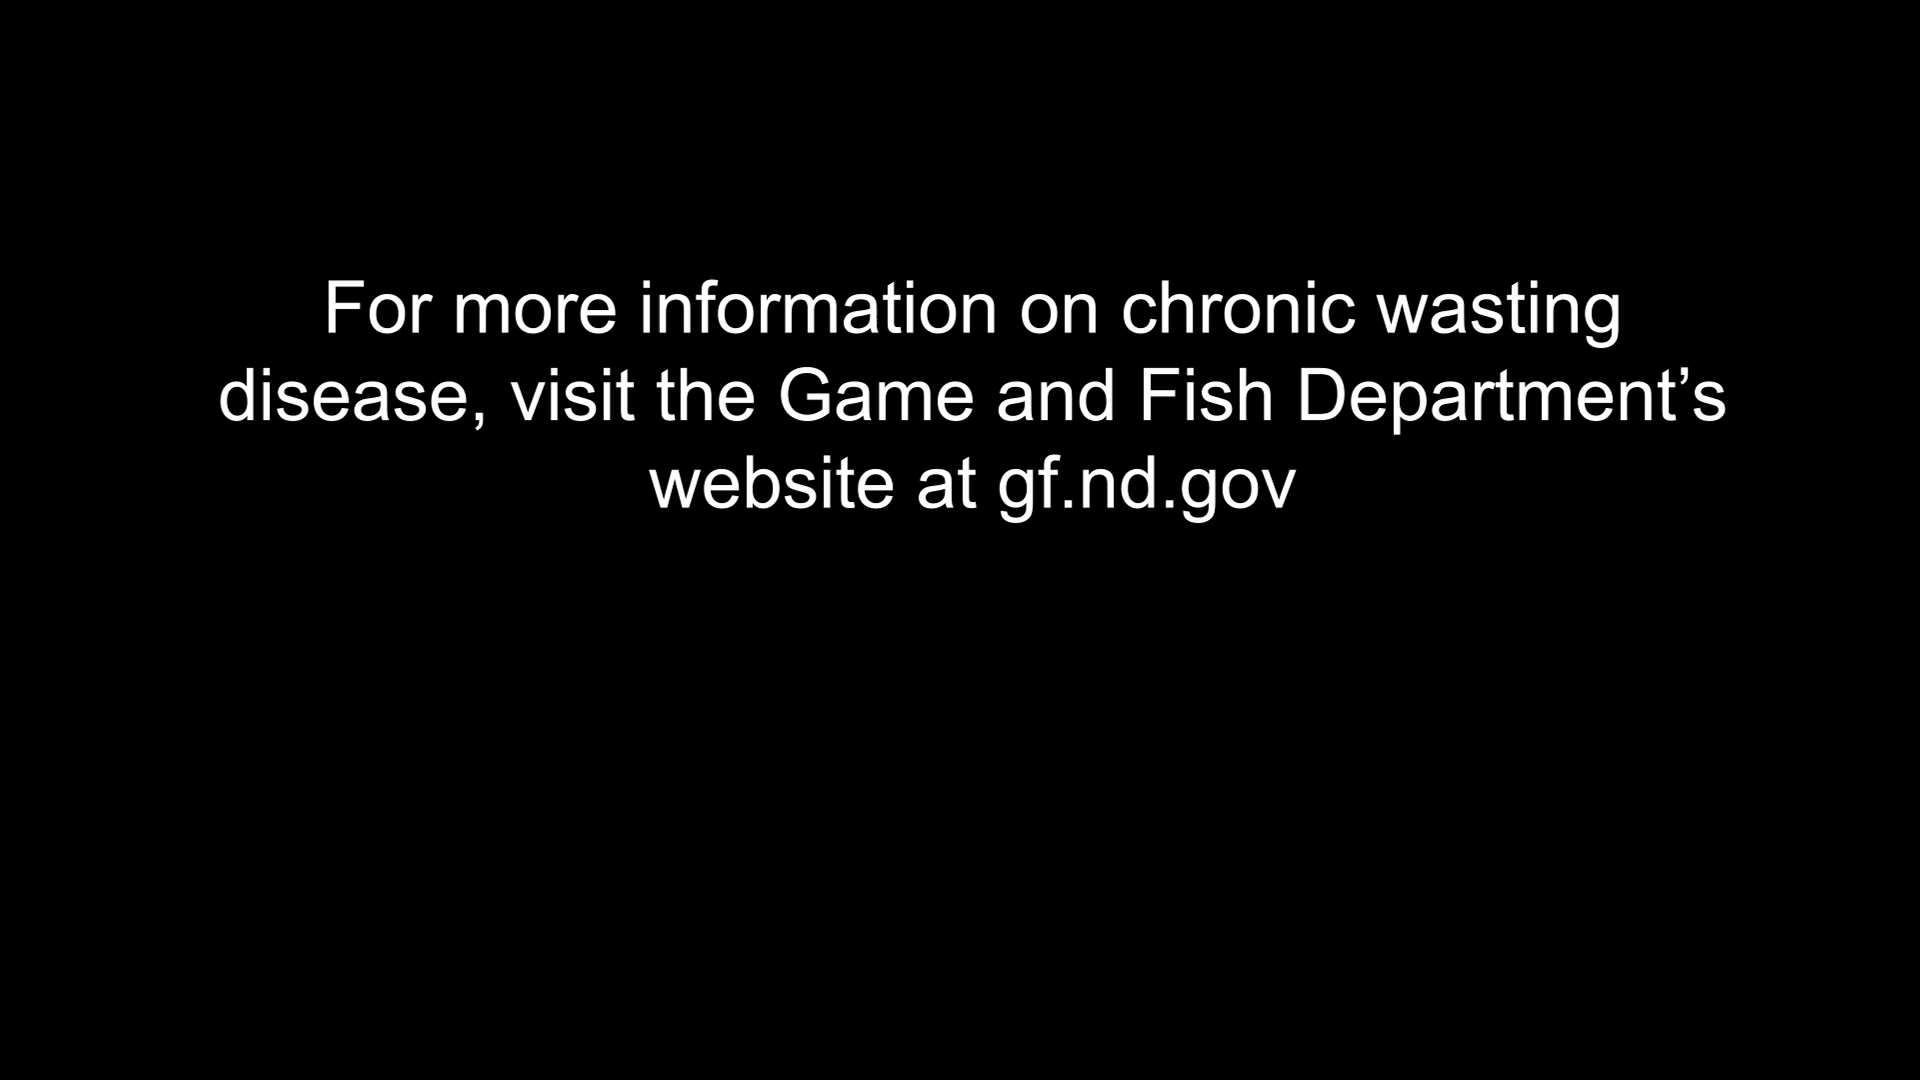 For more information on chronic wasting
disease, visit the Game and Fish Department’s
website at gf.nd.gov